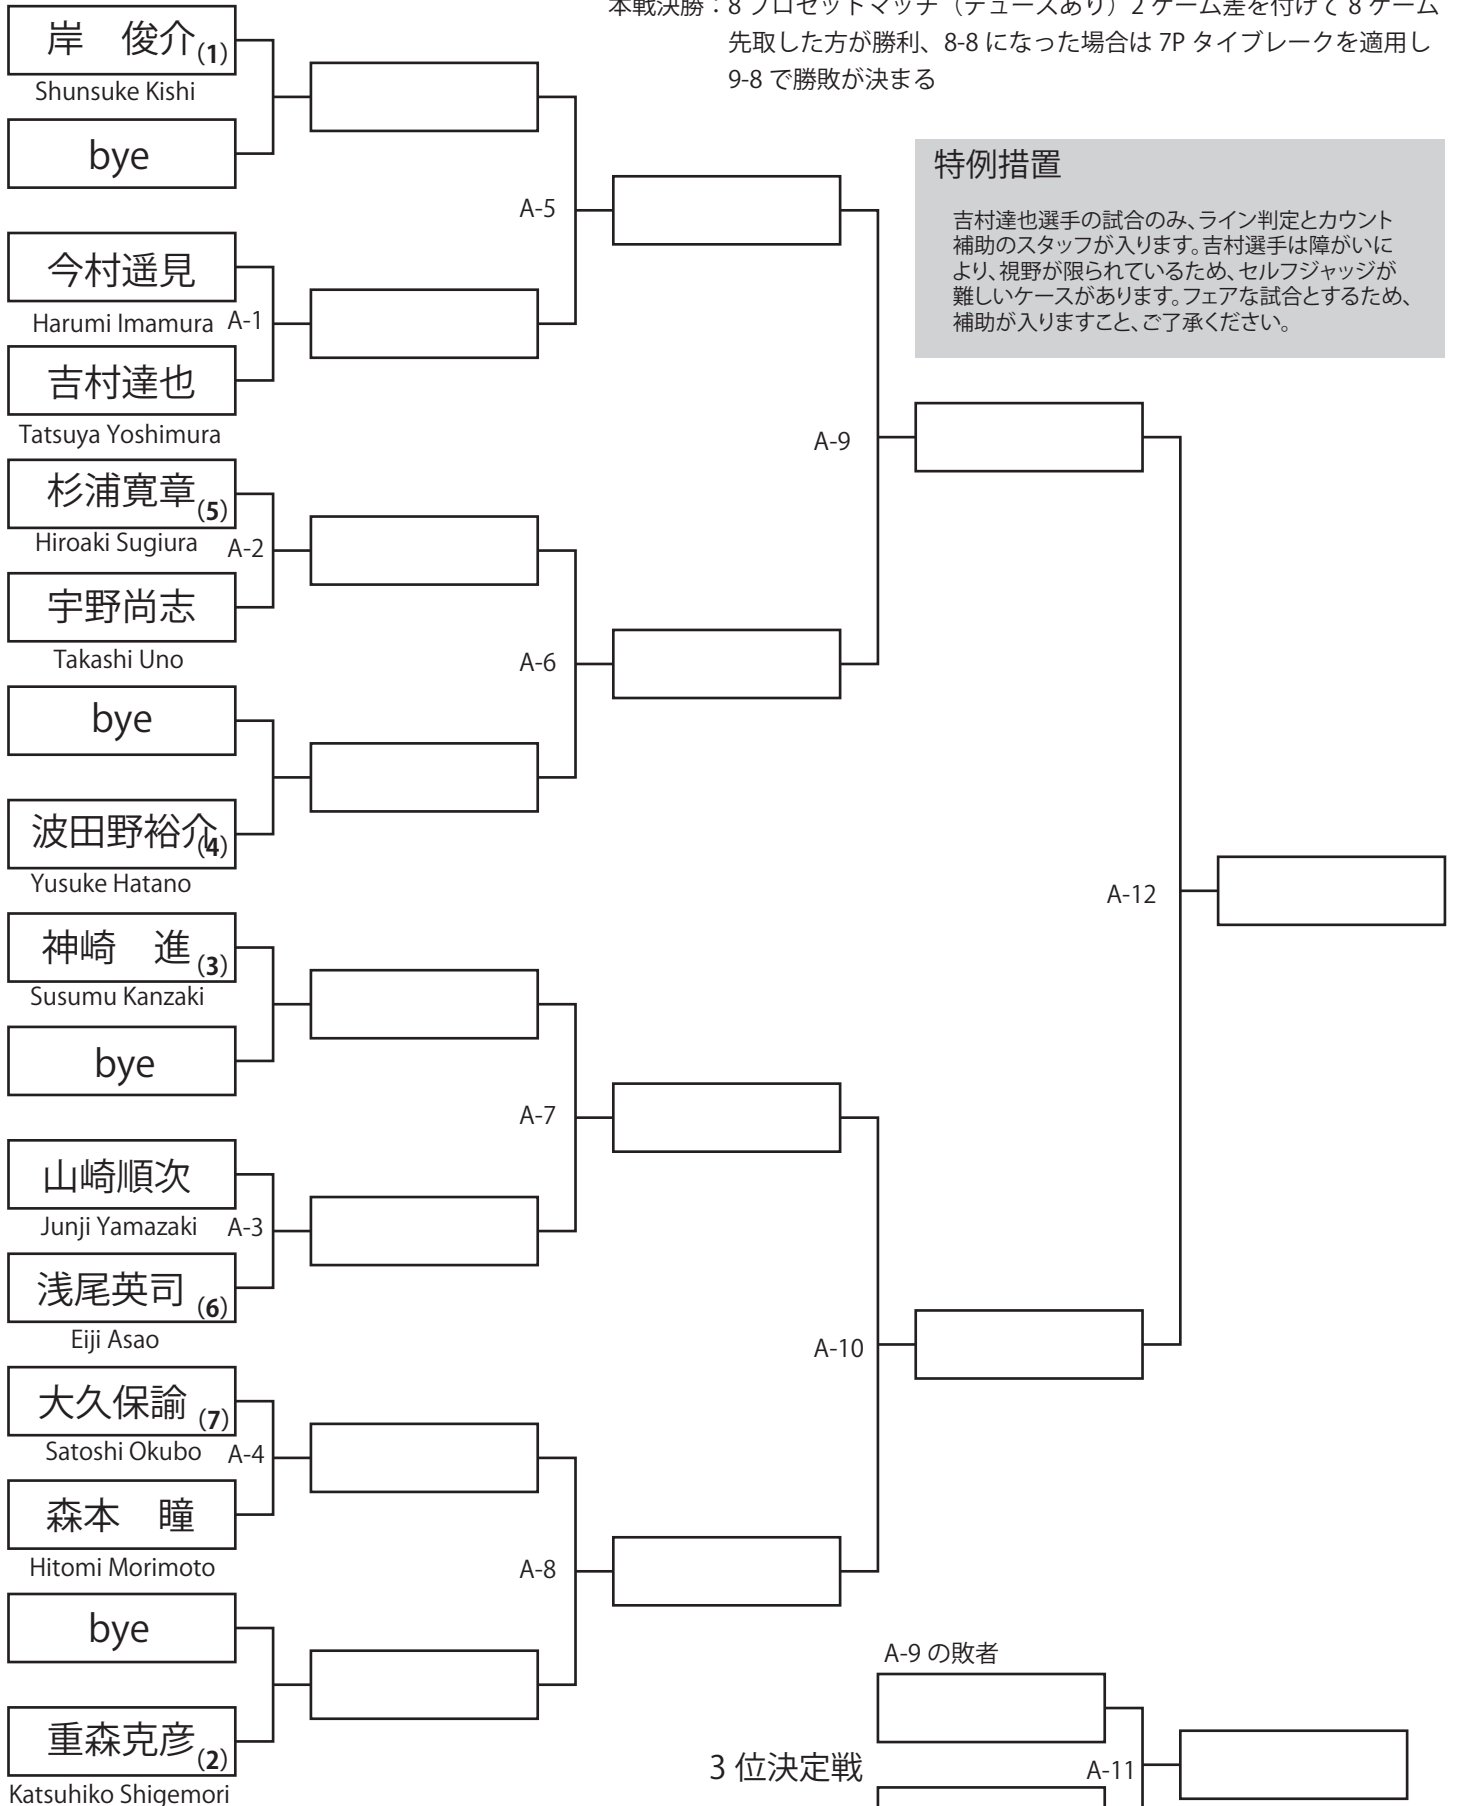 本戦決勝：8 プロセットマッチ（デュースあり）2 ゲーム差を付けて 8 ゲーム
先取した方が勝利、8-8 になった場合は 7P タイブレークを適用し
9-8 で勝敗が決まる
特例措置
吉村達也選手の試合のみ、ライン判定とカウント
補助のスタッフが入ります。吉村選手は障がいに
より、視野が限られているため、セルフジャッジが
難しいケースがあります。フェアな試合とするため、
補助が入りますこと、ご了承ください。
岸　俊介(1)
Shunsuke Kishi
bye
A-5
今村遥見
Harumi Imamura
A-1
吉村達也
Tatsuya Yoshimura
A-9
杉浦寛章(5)
Hiroaki Sugiura
A-2
宇野尚志
Takashi Uno
A-6
bye
波田野裕介(4)
Yusuke Hatano
A-12
神崎　進(3)
Susumu Kanzaki
bye
A-7
山崎順次
Junji Yamazaki
A-3
浅尾英司(6)
Eiji Asao
A-10
大久保諭(7)
Satoshi Okubo
A-4
森本　瞳
Hitomi Morimoto
A-8
bye
重森克彦(2)
Katsuhiko Shigemori
A-9 の敗者
3 位決定戦
A-11